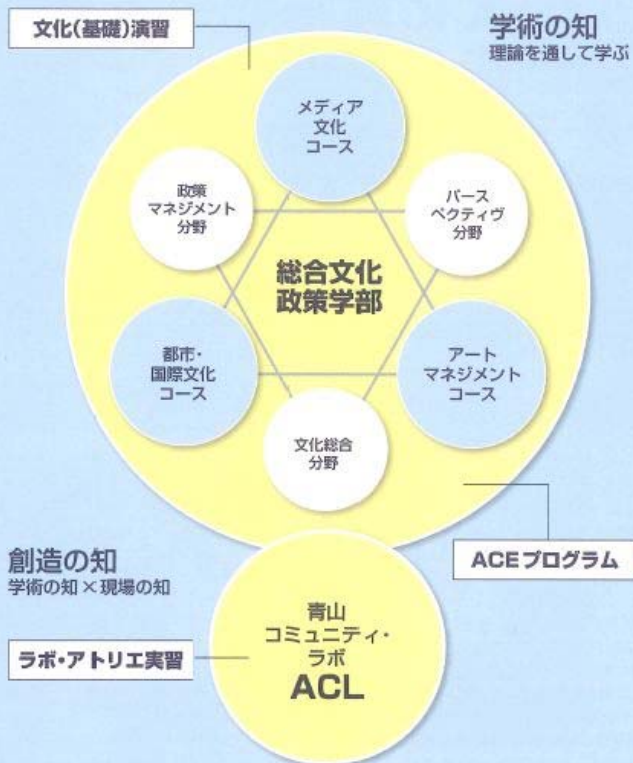 文化(基礎)演習
学術の知
理論を通して学ぶ
メディア
文化
コース
政策
マネジメント
分野
パース
ペクティヴ
分野
総合文化
政策学部
都市・
国際文化
コース
アート
マネジメント
コース
文化総合
分野
創造の知
学術の知×現場の知
ACEプログラム
青山
コミュニティ・
ラボ
ACL
ラボ・アトリエ実習